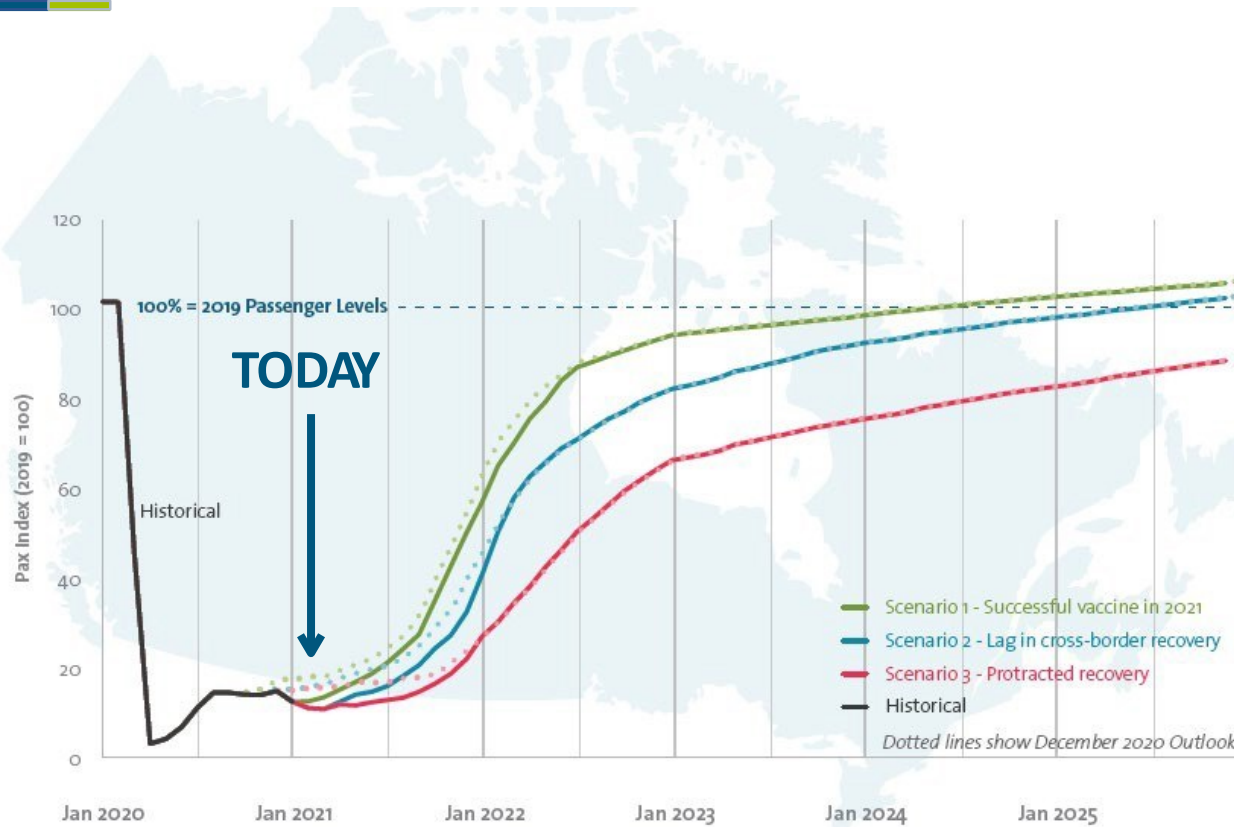 120
100
80
60
40
20
0
Pax Index (2019 = 100)
100% = 2019 Passenger Levels
TODAY
Historical
Scenario 1 - Successful vaccine in 2021
Scenario 2 - Lag in cross-border recovery
Scenario 3 - Protracted recovery
Historical
Dotted lines show December 2020 Outlook
Jan 2020 Jan 2021 Jan 2022 Jan 2023 Jan 2024 Jan 2025